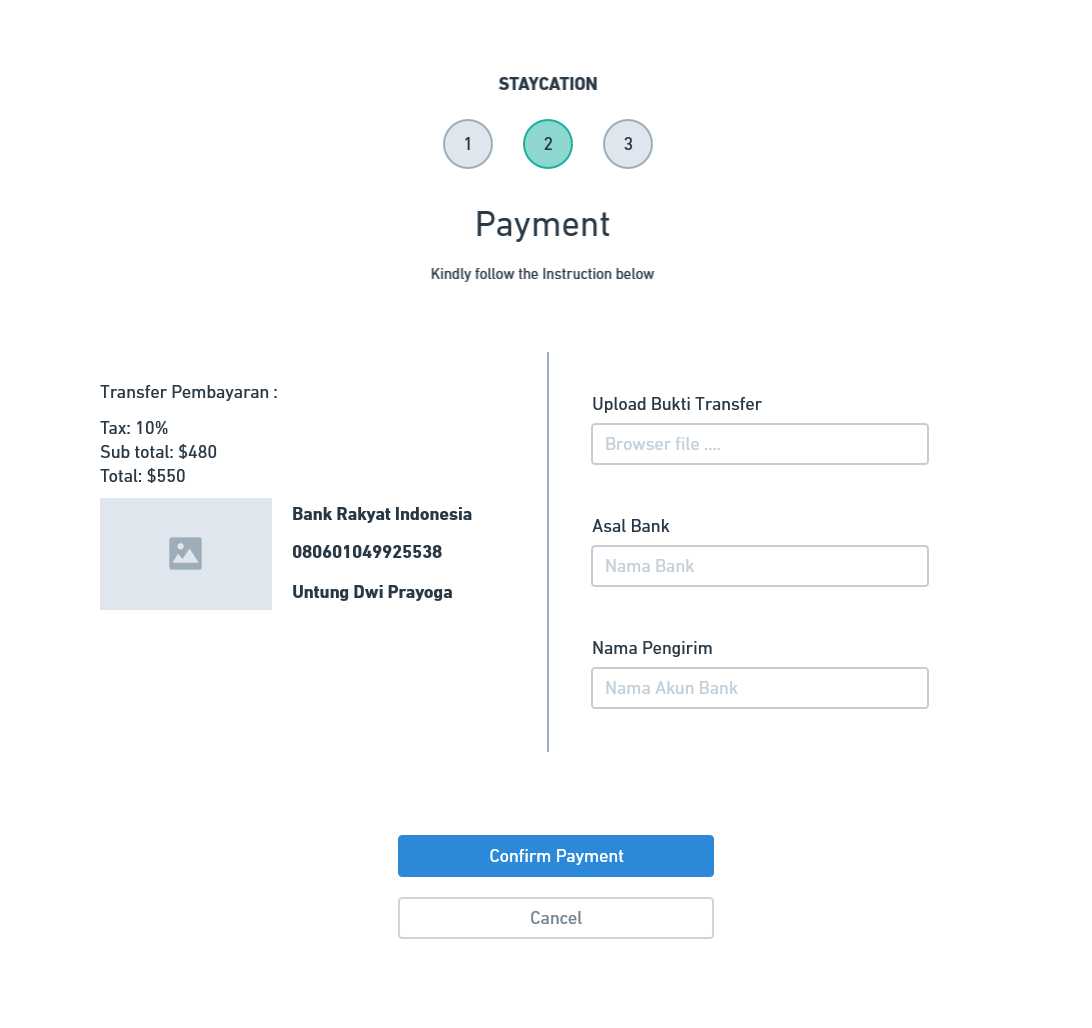 STAYCATION
1 2 3
Payment
Kindly follow the Instruction below
Transfer Pembayaran :
Tax: 10%
Sub total: $480
Total: $550
Bank Rakyat Indonesia
080601049925538
Untung Dwi Prayoga
Upload Bukti Transfer
Browser file ....
Asal Bank
Nama Bank
Nama Pengirim
Nama Akun Bank
Confirm Payment
Cancel